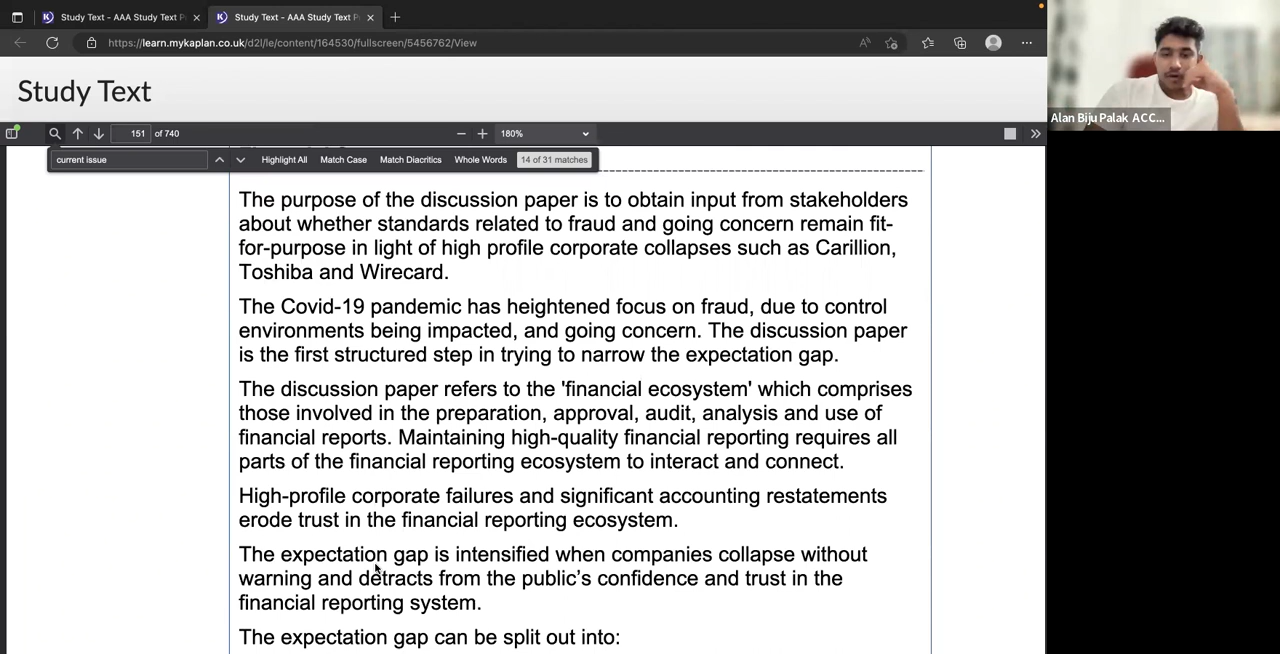 Study Text - AAA Study Text P
Study Text - AAA Study Text P
https://learn.mykaplan.co.uk/d2l/le/content/164530/fullscreen/5456762/View
Study Text
151 of 740
180%
current issue
Highlight All Match Case Match Diacritics Whole Words 14 of 31 matches
The purpose of the discussion paper is to obtain input from stakeholders
about whether standards related to fraud and going concern remain fit-
for-purpose in light of high profile corporate collapses such as Carillion,
Toshiba and Wirecard.
The Covid-19 pandemic has heightened focus on fraud, due to control
environments being impacted, and going concern. The discussion paper
is the first structured step in trying to narrow the expectation gap.
The discussion paper refers to the 'financial ecosystem' which comprises
those involved in the preparation, approval, audit, analysis and use of
financial reports. Maintaining high-quality financial reporting requires all
parts of the financial reporting ecosystem to interact and connect.
High-profile corporate failures and significant accounting restatements
erode trust in the financial reporting ecosystem.
The expectation gap is intensified when companies collapse without
warning and detracts from the public's confidence and trust in the
financial reporting system.
The expectation gap can be split out into:
Alan Biju Palak ACC...